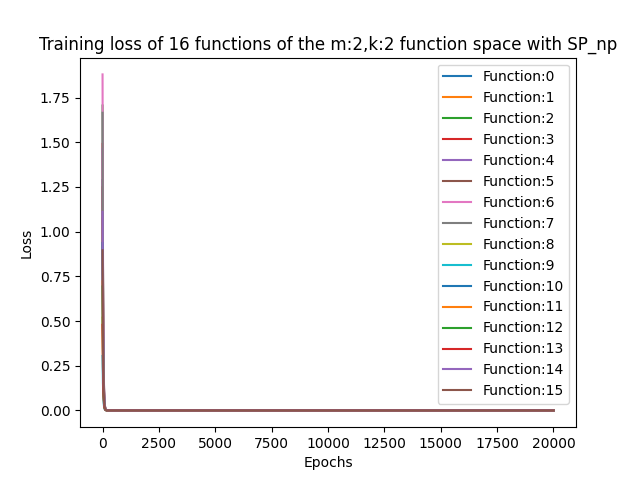 Training loss of 16 functions of the m:2,k:2 function space with SP_np
1.75
1.50
1.25
1.00
0.75
0.50
0.25
0.00
Loss
Function:0
Function:1
Function:2
Function:3
Function:4
Function:5
Function:6
Function:7
Function:8
Function:9
Function:10
Function:11
Function:12
Function:13
Function:14
Function:15
0 2500 5000 7500 10000 12500 15000 17500 20000
Epochs